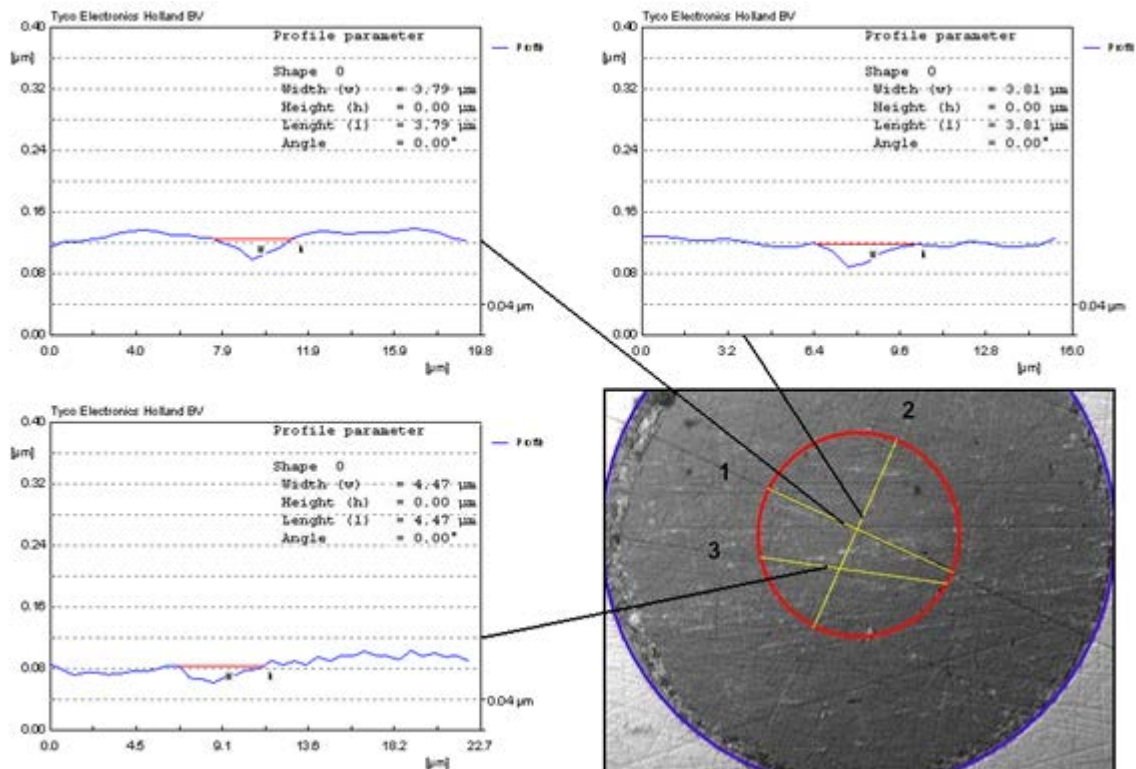 Tyco Electronics Holland BV
0.40
Profile parameter
[µm]
Profile
0.32
Shape 0
Width (w) = 3.79 µm
Height (h) = 0.00 µm
Lenght (l) = 3.79 µm
Angle = 0.00°
0.24
0.16
w
0.08
0.04 µm
0.00
0.0 4.0 7.9 11.9 15.9 19.8
[µm]
Tyco Electronics Holland BV
0.40
Profile parameter
[µm]
Profile
0.32
Shape 0
Width (w) = 3.81 µm
Height (h) = 0.00 µm
Lenght (l) = 3.81 µm
Angle = 0.00°
0.24
0.16
0.08
0.04 µm
0.00
0.0 3.2 6.4 9.6 12.8 16.0
[µm]
Tyco Electronics Holland BV
0.40
Profile parameter
[µm]
Profile
0.32
Shape 0
Width (w) = 4.47 µm
Height (h) = 0.00 µm
Lenght (l) = 4.47 µm
Angle = 0.00°
0.24
0.16
0.08
w
0.04 µm
0.00
0.0 4.5 9.1 13.6 18.2 22.7
[µm]
2
1
3